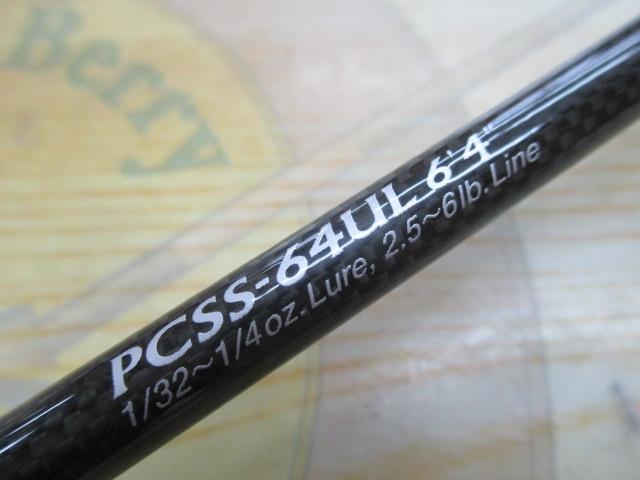 Berry
PCSS-64UL 6'4"
1/32~1/4oz.Lure, 2.5~6lb.Line